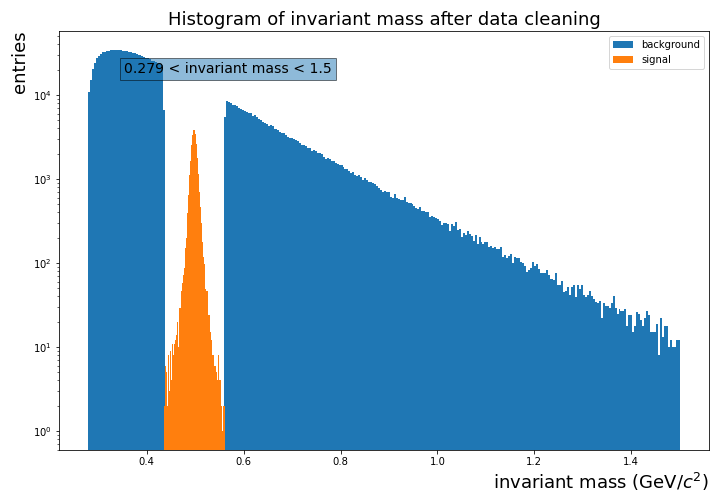 Histogram of invariant mass after data cleaning
entries
0.279 < invariant mass < 1.5
background
signal
10⁴
10³
10²
10¹
10⁰
0.4 0.6 0.8 1.0 1.2 1.4
invariant mass (GeV/c²)